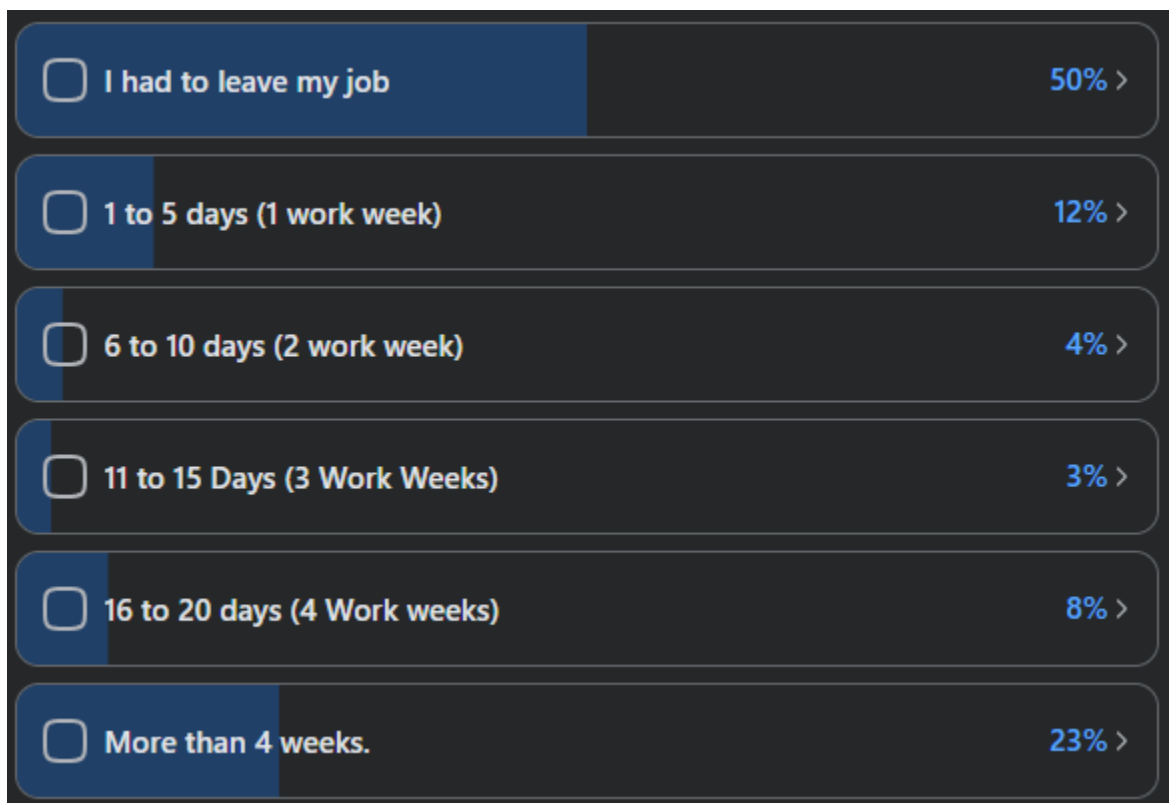 I had to leave my job 50%
1 to 5 days (1 work week) 12%
6 to 10 days (2 work week) 4%
11 to 15 Days (3 Work Weeks) 3%
16 to 20 days (4 Work weeks) 8%
More than 4 weeks. 23%